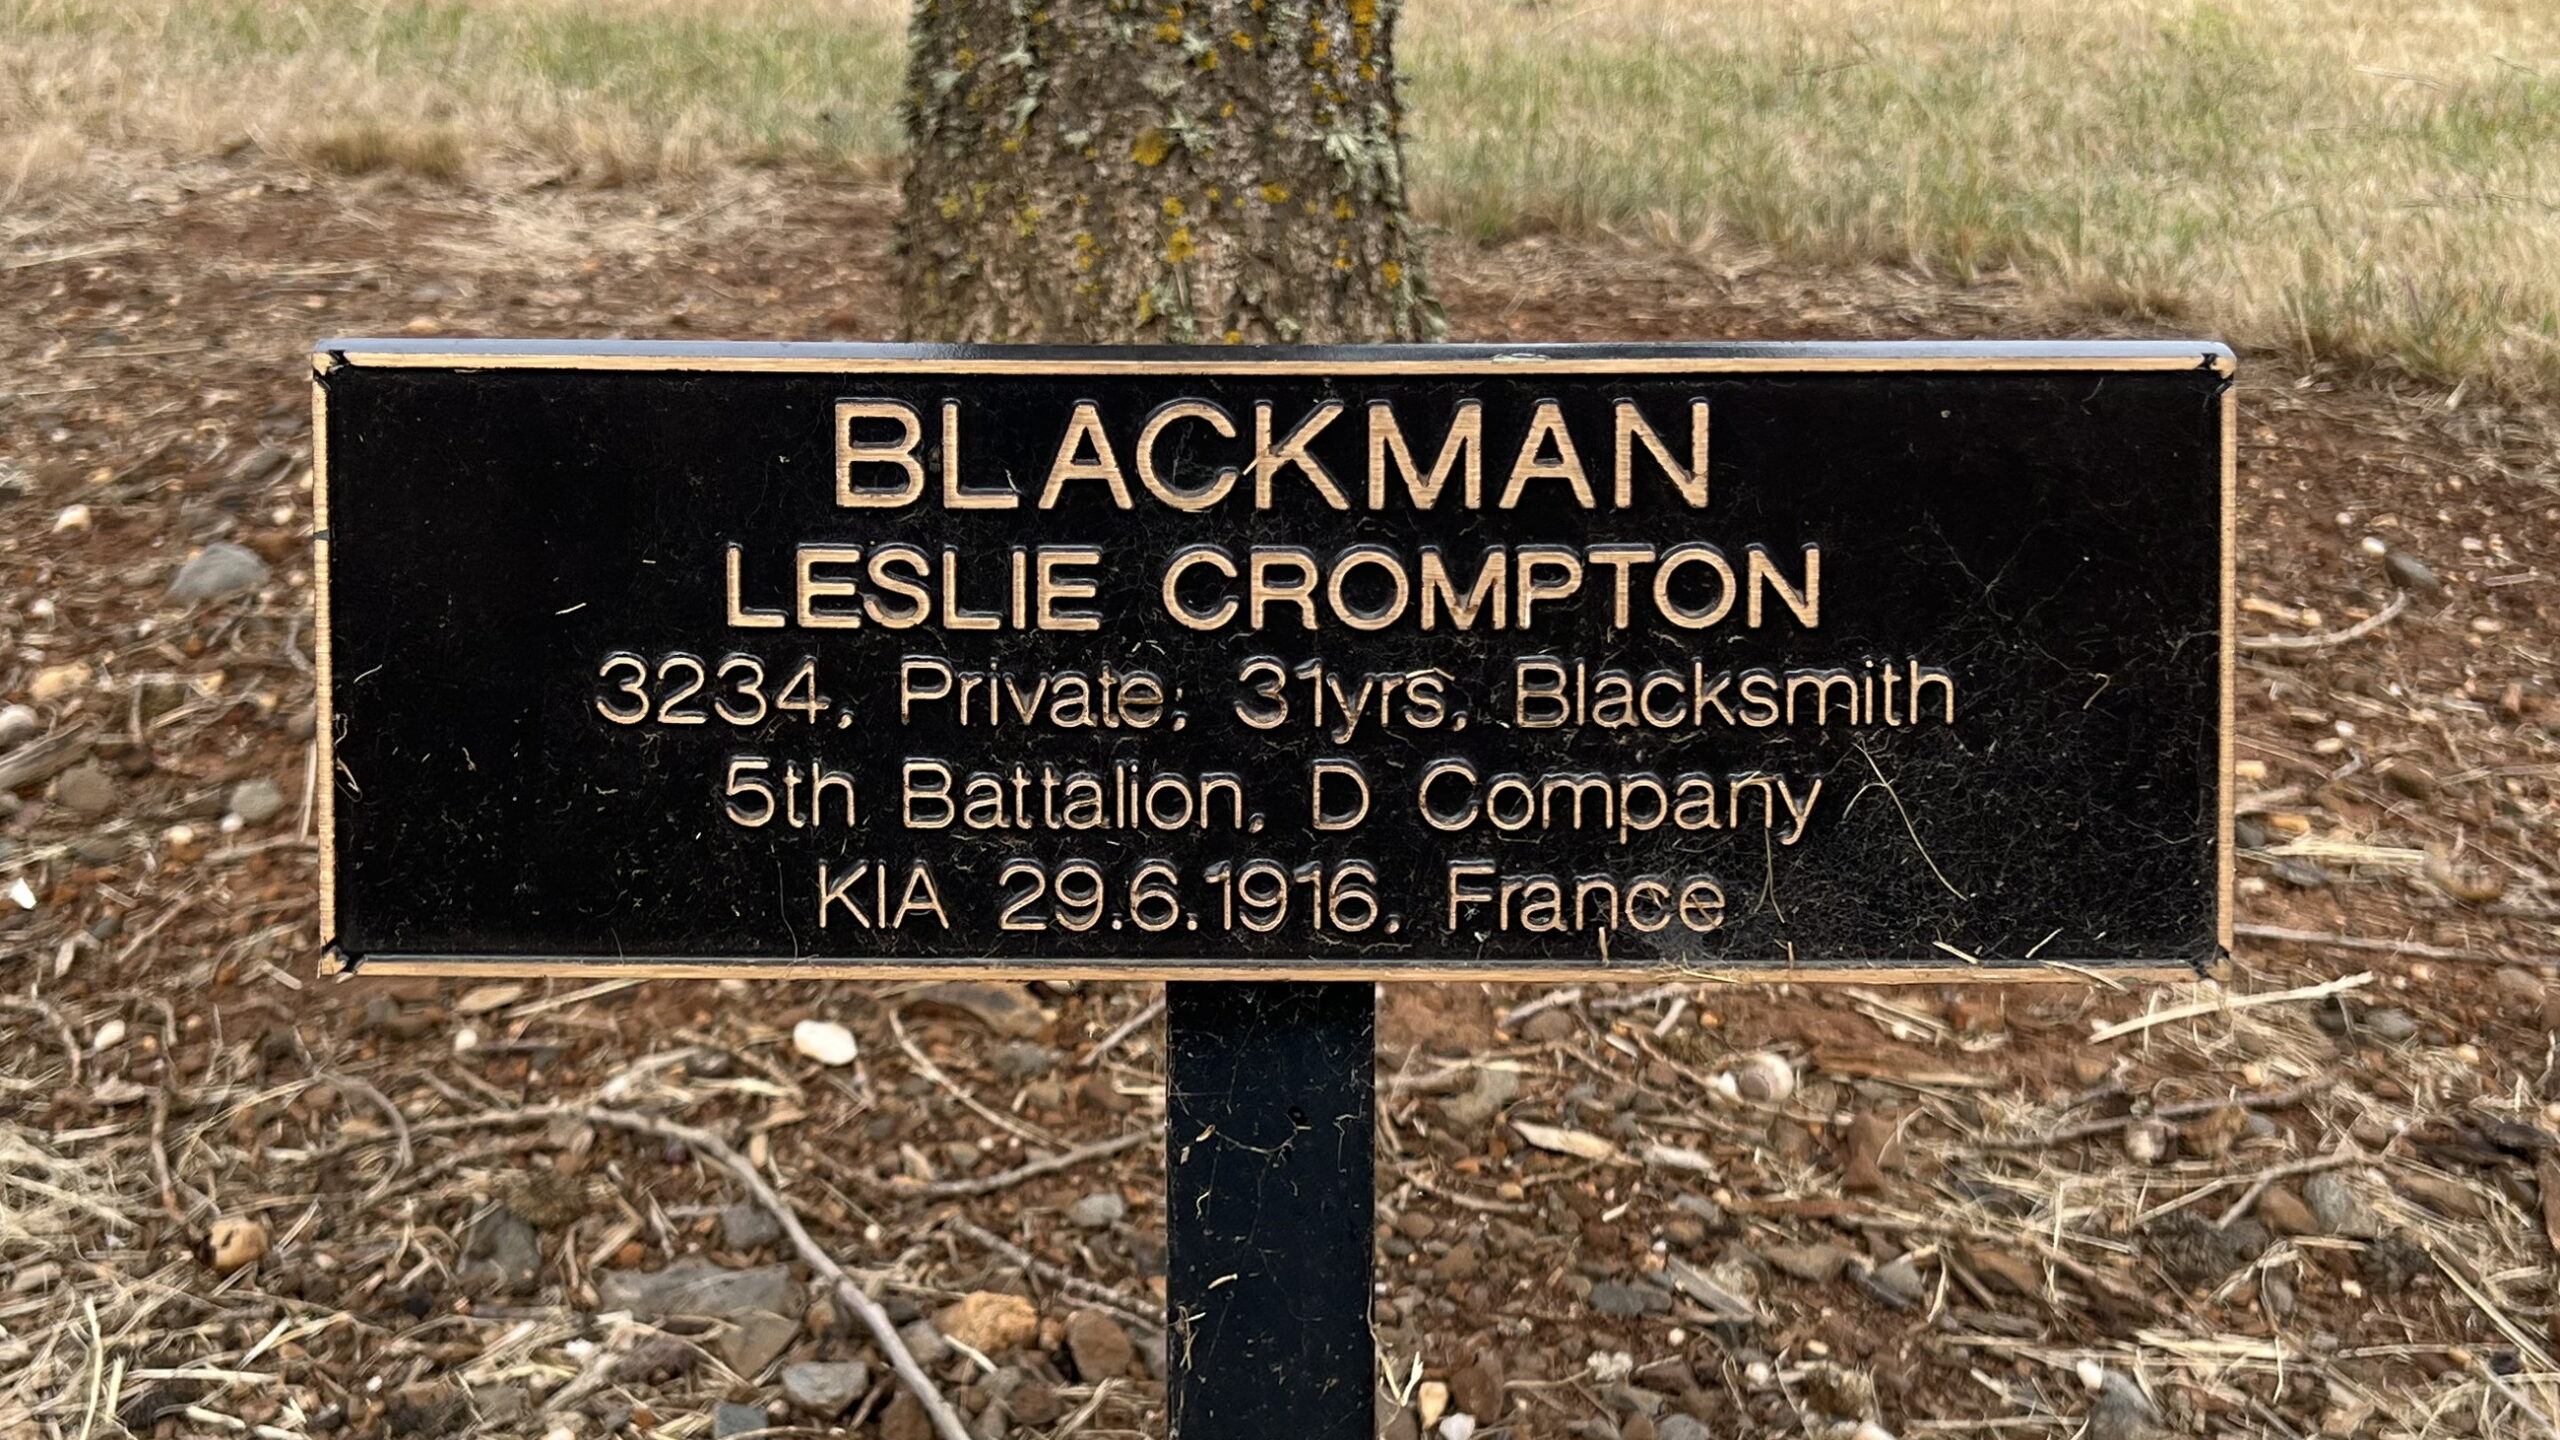 BLACKMAN
LESLIE CROMPTON
3234, Private; 31yrs, Blacksmith
5th Battalion, D Company
KIA 29.6.1916, France